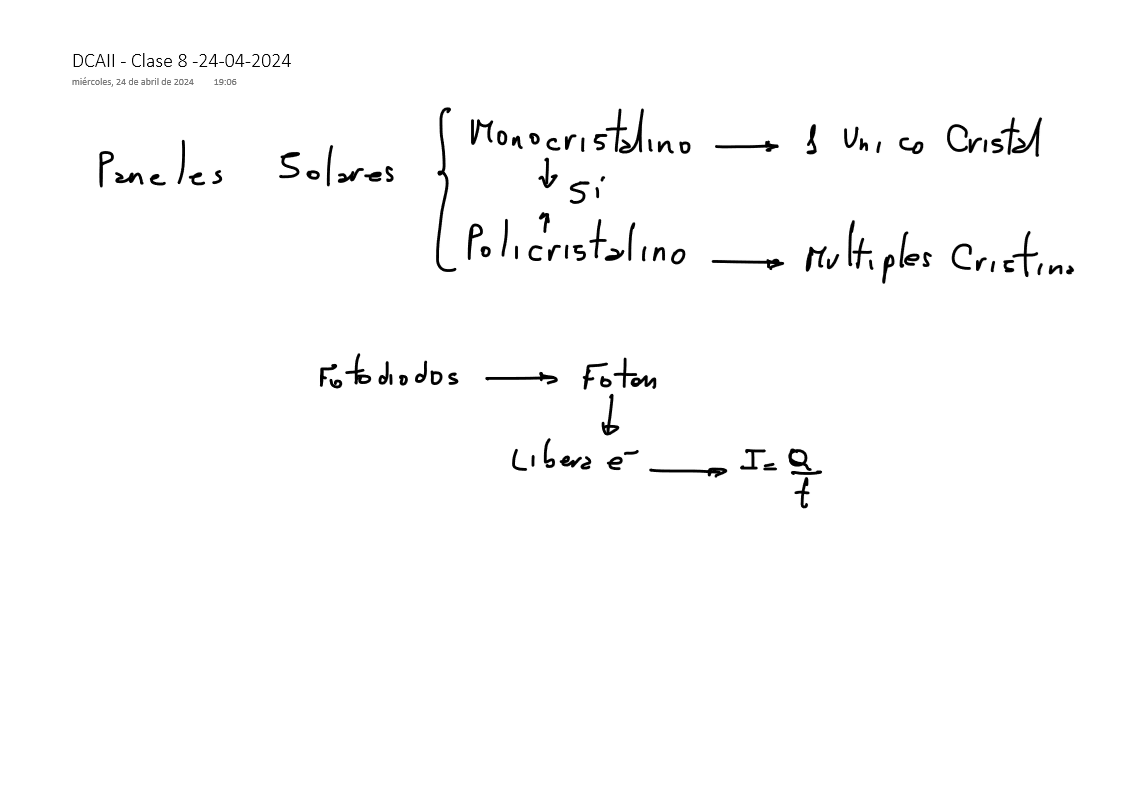 DCAII - Clase 8 -24-04-2024
miércoles, 24 de abril de 2024 19:06
Monocristalino → 1 Unico Cristal
Paneles Solares
↓ Si
↑
Policristalino → Multiples Cristina
Fotodiodos → Foton
↓
Libera e⁻ → I = Q/t